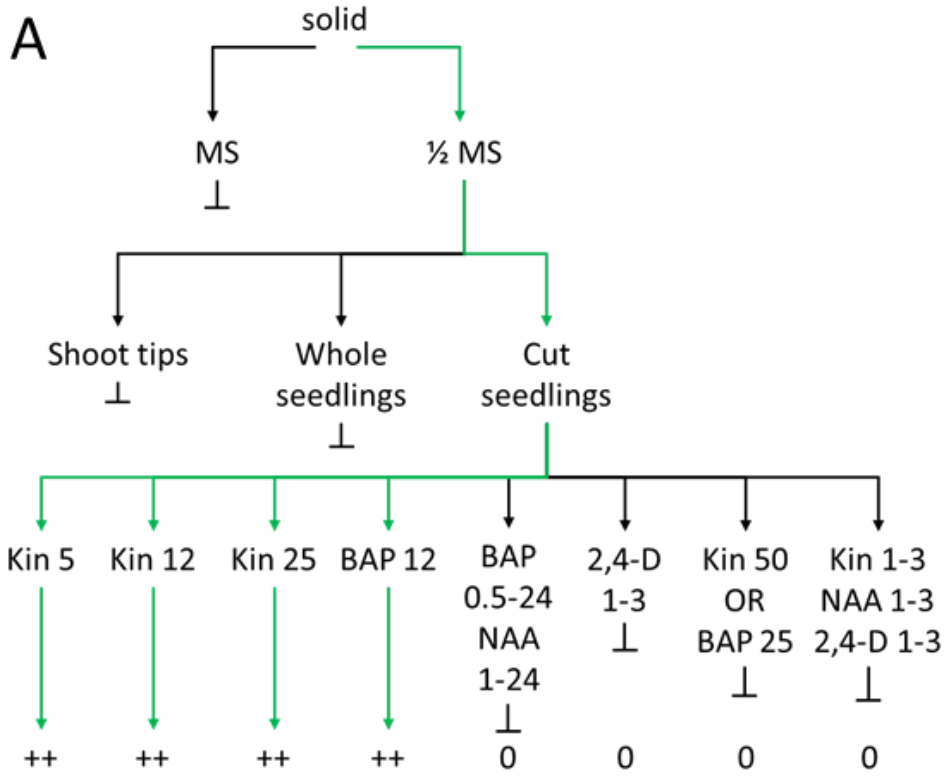 A
solid
MS
½ MS
Shoot tips
Whole
seedlings
Cut
seedlings
Kin 5
Kin 12
Kin 25
BAP 12
BAP
0.5-24
NAA
1-24
2,4-D
1-3
Kin 50
OR
BAP 25
Kin 1-3
NAA 1-3
2,4-D 1-3
++
++
++
++
0
0
0
0